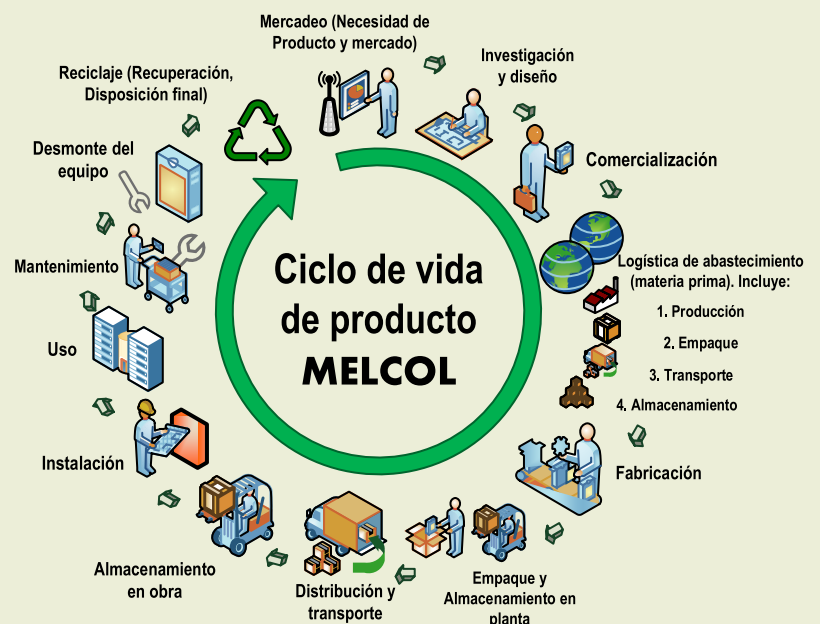 Mercadeo (Necesidad de
Producto y mercado)
Investigación
y diseño
Comercialización
Logística de abastecimiento
(materia prima). Incluye:
1. Producción
2. Empaque
3. Transporte
4. Almacenamiento
Fabricación
Empaque y
Almacenamiento en
planta
Distribución y
transporte
Almacenamiento
en obra
Instalación
Uso
Mantenimiento
Desmonte del
equipo
Reciclaje (Recuperación,
Disposición final)
Ciclo de vida
de producto
MELCOL